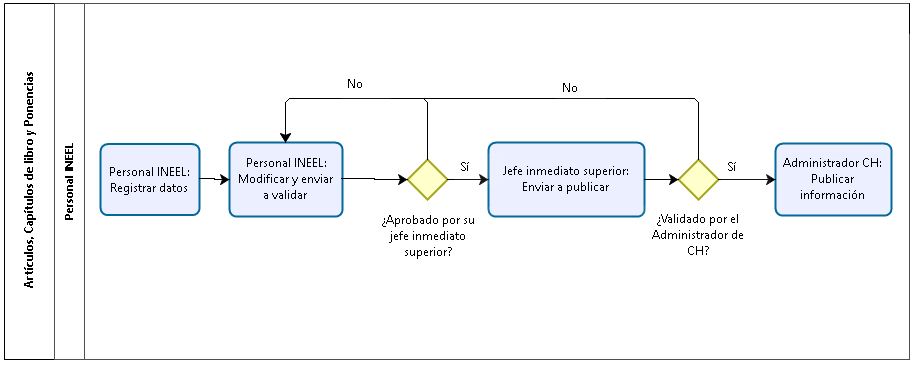 Artículos, Capítulos de libro y Ponencias
Personal INEEL
No
No
Personal INEEL:
Registrar datos
Personal INEEL:
Modificar y enviar
a validar
Sí
¿Aprobado por su
jefe inmediato
superior?
Jefe inmediato superior:
Enviar a publicar
Sí
¿Validado por el
Administrador de
CH?
Administrador CH:
Publicar
información